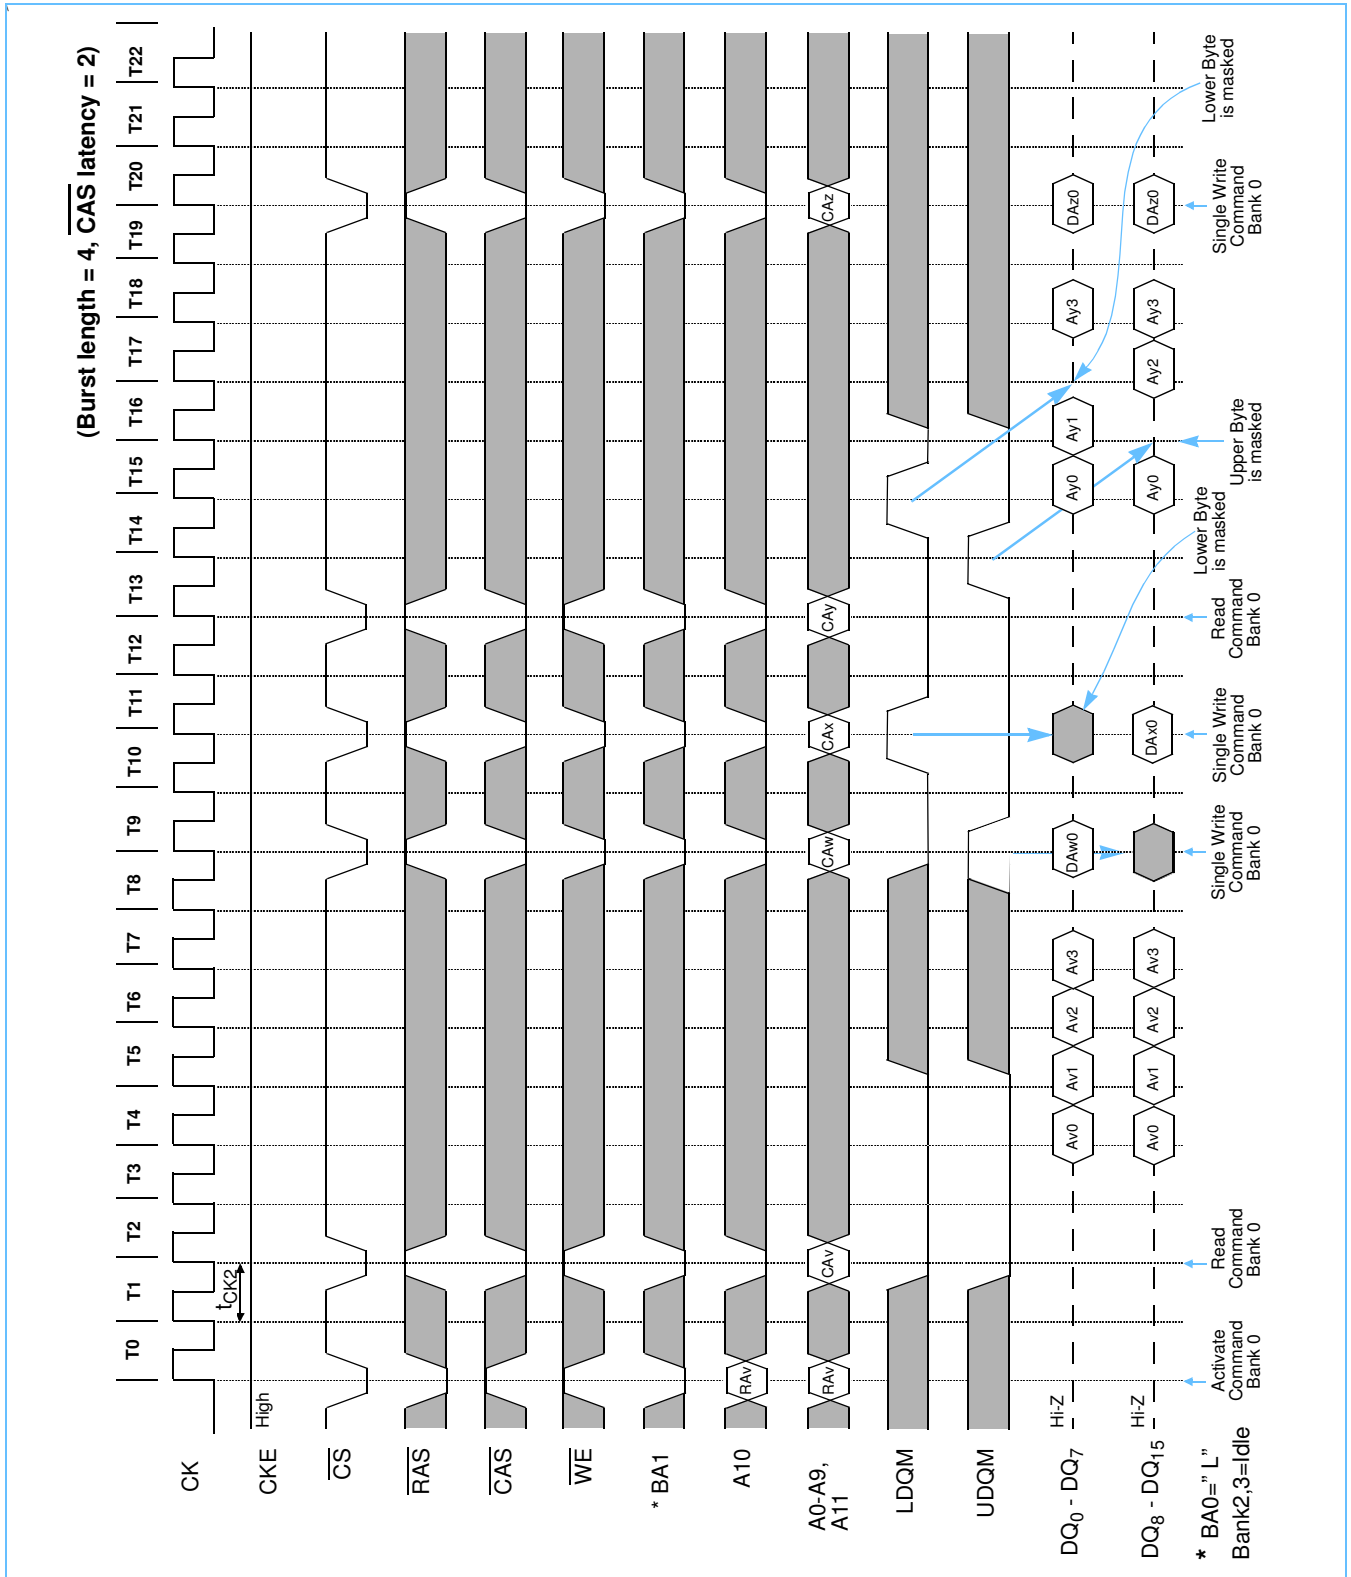 (Burst length = 4, CAS latency = 2)
T0 T1 T2 T3 T4 T5 T6 T7 T8 T9 T10 T11 T12 T13 T14 T15 T16 T17 T18 T19 T20 T21 T22
CK
tCK2
CKE
High
CS
RAS
CAS
WE
* BA1
A10
RAv
A0-A9,
A11
RAv CAv CAw CAx CAy CAz
LDQM
UDQM
DQ0 - DQ7
Hi-Z
Av0 Av1 Av2 Av3 DAw0 Ay0 Ay1 Ay3 DAz0
DQ8 - DQ15
Hi-Z
Av0 Av1 Av2 Av3 DAx0 Ay0 Ay2 Ay3 DAz0
* BA0=” L”
Bank2,3=Idle
Activate
Command
Bank 0
Read
Command
Bank 0
Single Write
Command
Bank 0
Single Write
Command
Bank 0
Read
Command
Bank 0
Lower Byte
is masked
Upper Byte
is masked
Single Write
Command
Bank 0
Lower Byte
is masked